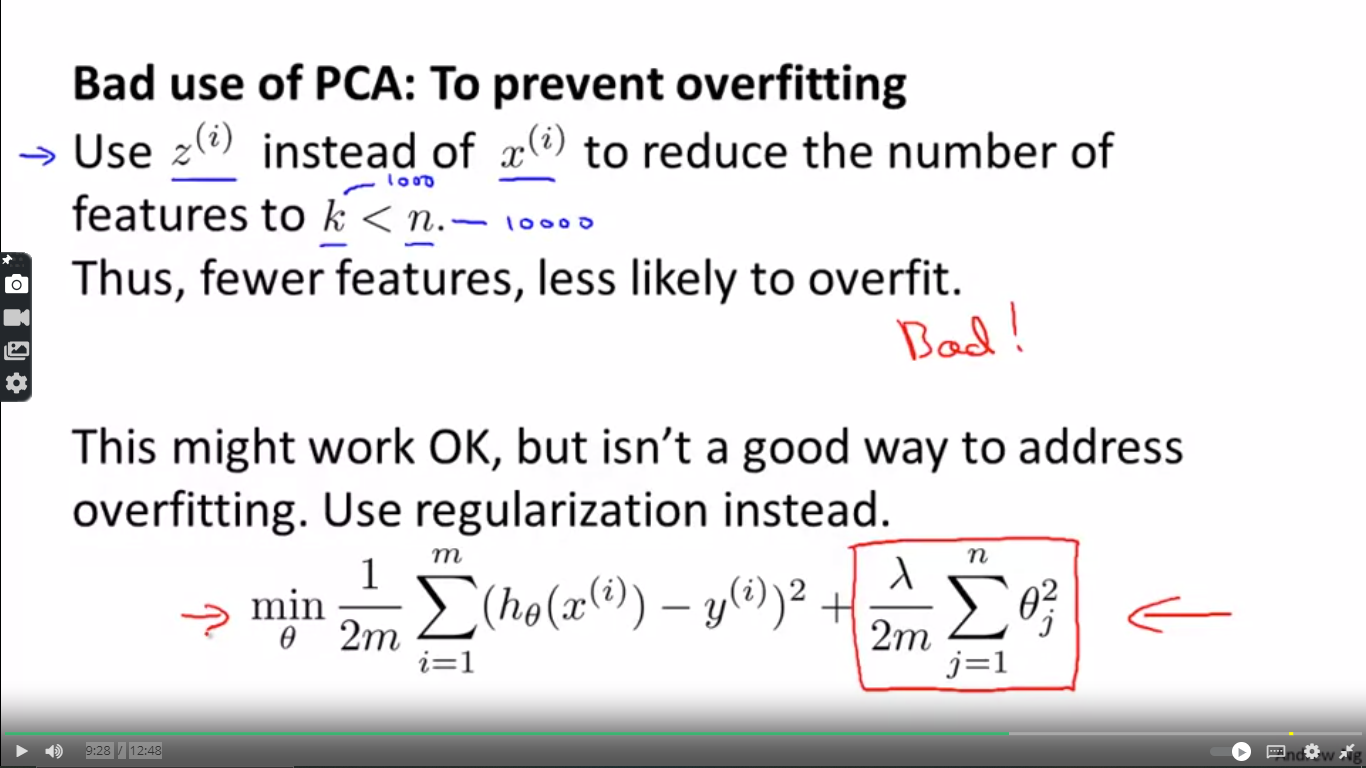 Bad use of PCA: To prevent overfitting
→ Use z^{(i)} instead of x^{(i)} to reduce the number of
1000
features to k < n. — 10000
Thus, fewer features, less likely to overfit.
Bad!
This might work OK, but isn’t a good way to address
overfitting. Use regularization instead.
→ \min_{\theta} \frac{1}{2m} \sum_{i=1}^{m} (h_{\theta}(x^{(i)}) - y^{(i)})^2 + \frac{\lambda}{2m} \sum_{j=1}^{n} \theta_j^2 ←
9:28 / 12:48
Andrew Ng